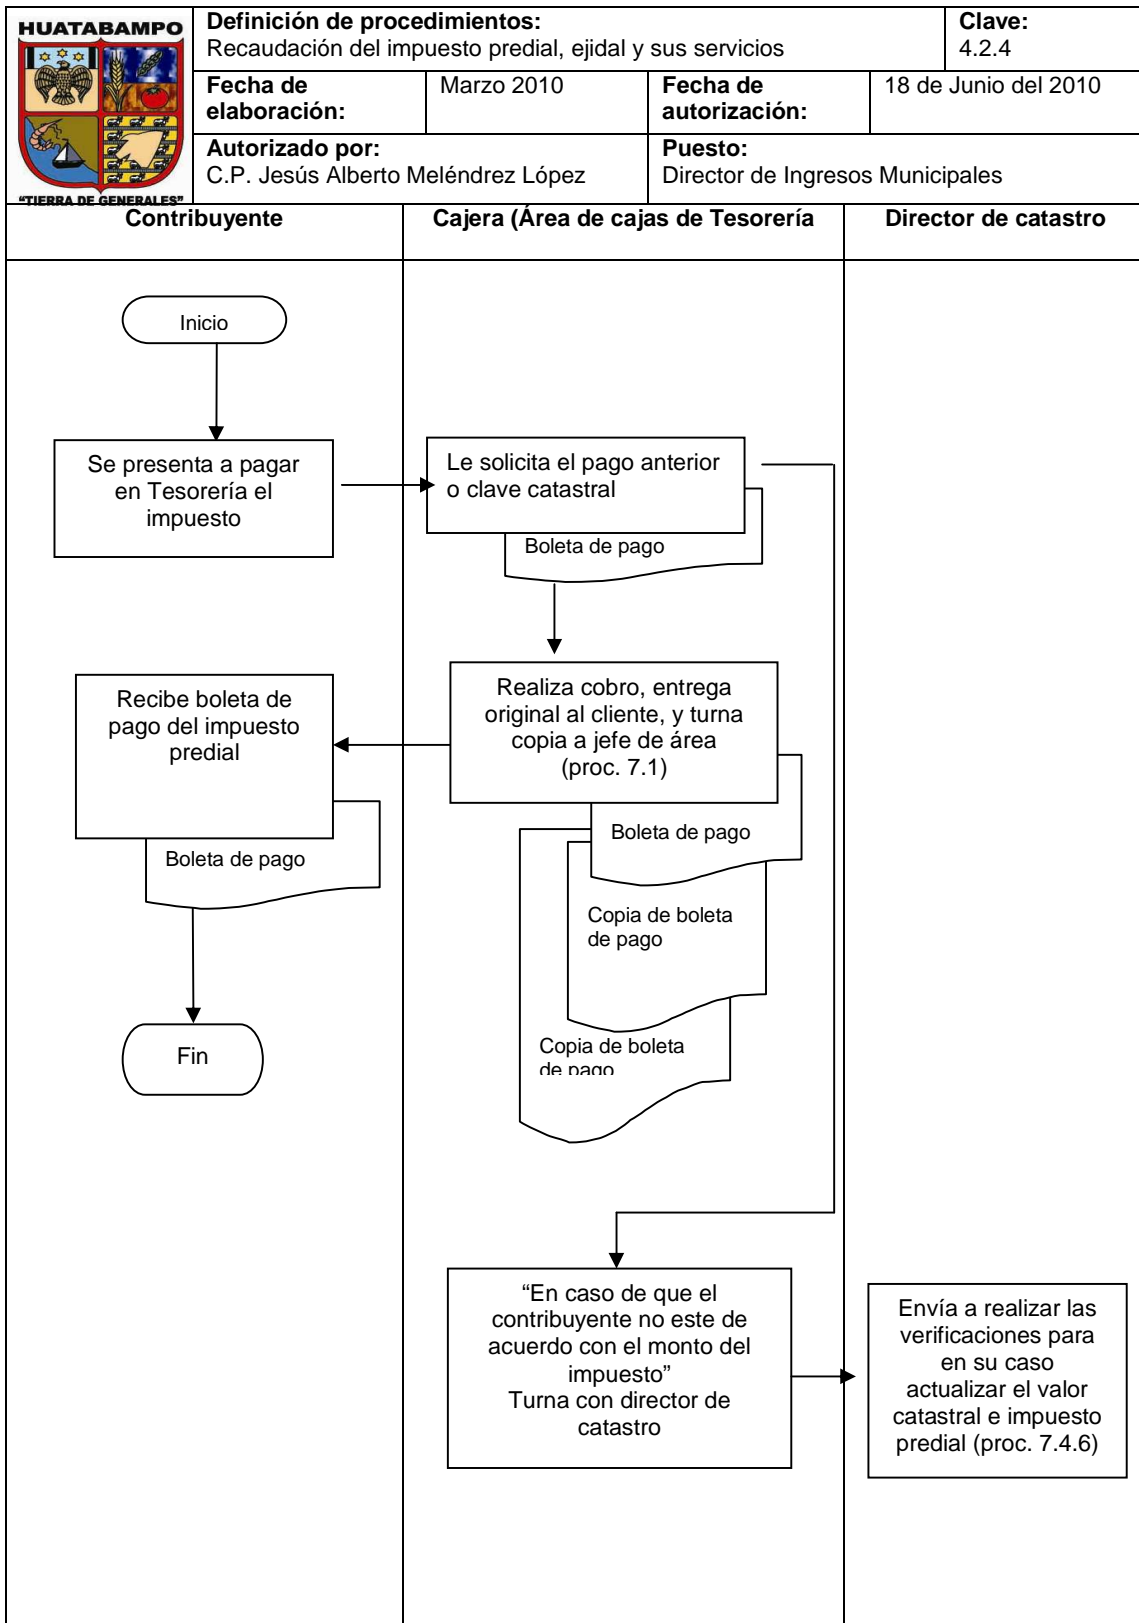 HUATABAMPO
"TIERRA DE GENERALES"
Definición de procedimientos:
Recaudación del impuesto predial, ejidal y sus servicios
Clave:
4.2.4
Fecha de
elaboración:
Marzo 2010
Fecha de
autorización:
18 de Junio del 2010
Autorizado por:
C.P. Jesús Alberto Meléndrez López
Puesto:
Director de Ingresos Municipales
Contribuyente
Cajera (Área de cajas de Tesorería
Director de catastro
Inicio
Se presenta a pagar
en Tesorería el
impuesto
Le solicita el pago anterior
o clave catastral
Boleta de pago
Realiza cobro, entrega
original al cliente, y turna
copia a jefe de área
(proc. 7.1)
Boleta de pago
Copia de boleta
de pago
Copia de boleta
de pago
Recibe boleta de
pago del impuesto
predial
Boleta de pago
Fin
“En caso de que el
contribuyente no este de
acuerdo con el monto del
impuesto”
Turna con director de
catastro
Envía a realizar las
verificaciones para
en su caso
actualizar el valor
catastral e impuesto
predial (proc. 7.4.6)